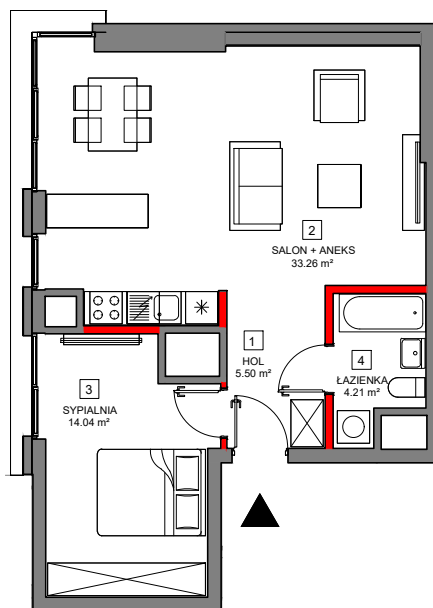 2
SALON + ANEKS
33.26 m²
1
HOL
5.50 m²
4
ŁAZIENKA
4.21 m²
3
SYPIALNIA
14.04 m²